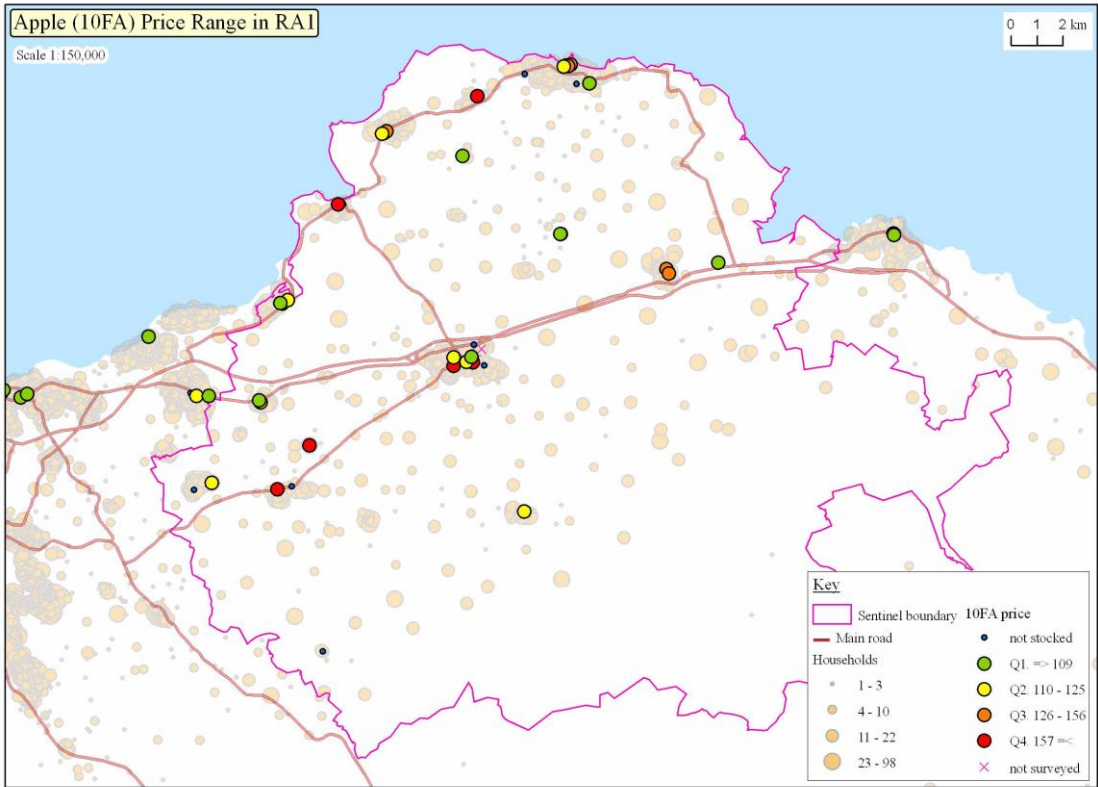 Apple (10FA) Price Range in RA1
Scale 1:150,000
0 1 2 km
Key
Sentinel boundary
Main road
Households
1 - 3
4 - 10
11 - 22
23 - 98
10FA price
not stocked
Q1. => 109
Q2. 110 - 125
Q3. 126 - 156
Q4. 157 =<
not surveyed